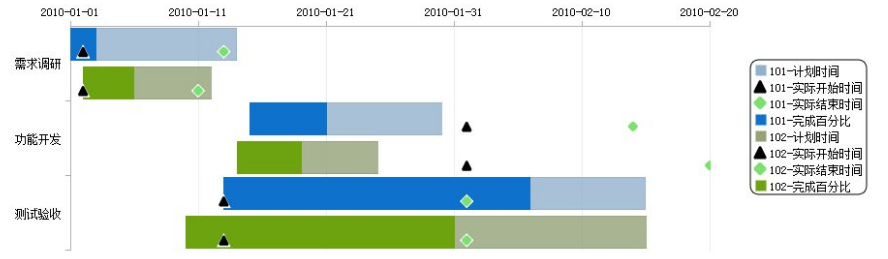 2010-01-01 2010-01-11 2010-01-21 2010-01-31 2010-02-10 2010-02-20
需求调研
功能开发
测试验收
101-计划时间
101-实际开始时间
101-实际结束时间
101-完成百分比
102-计划时间
102-实际开始时间
102-实际结束时间
102-完成百分比